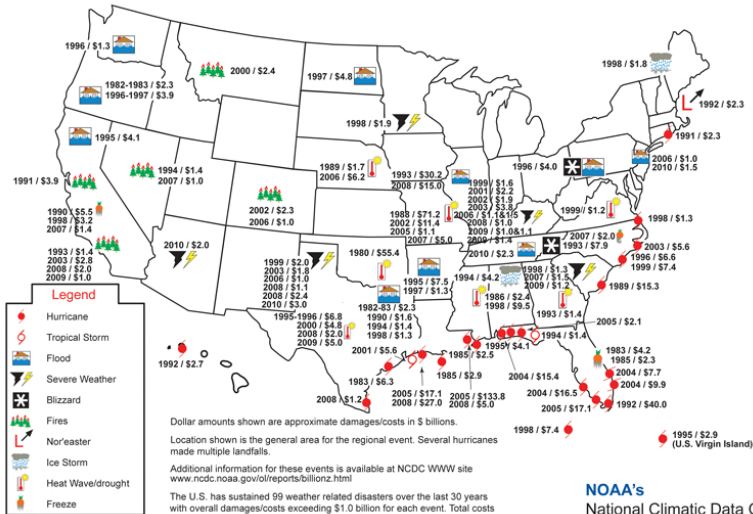 1996 / $1.3
2000 / $2.4
1997 / $4.8
1998 / $1.8
1982-1983 / $2.3
1996-1997 / $3.9
1992 / $2.3
1998 / $1.9
1991 / $2.3
1995 / $4.1
1989 / $1.7
2006 / $6.2
1993 / $30.2
2008 / $15.0
1996 / $4.0
2006 / $1.0
2010 / $1.5
1994 / $1.4
2007 / $1.0
1991 / $3.9
1999 / $1.6
2001 / $2.2
2002 / $1.9
2003 / $3.8
2006 / $1.1&1.5
2008 / $1.0
2009 / $1.0&1.1
2009 / $1.4
1990 / $5.5
1998 / $3.2
2007 / $1.4
2002 / $2.3
2006 / $1.0
1988 / $71.2
2002 / $11.4
2005 / $1.1
2007 / $5.0
1999// $1.2
1998 / $1.3
2007 / $2.0
1993 / $7.9
2010 / $2.3
2003 / $5.6
1996 / $6.6
1999 / $7.4
1993 / $1.4
2003 / $2.8
2008 / $2.0
2009 / $1.0
2010 / $2.0
1999 / $2.0
2003 / $1.8
2006 / $1.0
2008 / $1.1
2008 / $2.4
2010 / $3.0
1980 / $55.4
1995 / $7.5
1997 / $1.3
1994 / $4.2
1998 / $1.3
2007 / $1.5
2009 / $1.2
1989 / $15.3
1986 / $2.4
1998 / $9.5
1993 / $1.4
1982-83 / $2.3
1990 / $1.6
1994 / $1.4
1998 / $1.3
1995-1996 / $6.8
2000 / $4.8
2008 / $2.0
2009 / $5.0
2005 / $2.1
1994 / $1.4
1995 / $4.1
1985 / $2.5
2001 / $5.6
1985 / $2.9
1983 / $6.3
2008 / $1.2
2005 / $17.1
2008 / $27.0
2005 / $133.8
2008 / $5.0
2004 / $15.4
1983 / $4.2
1985 / $2.3
2004 / $7.7
2004 / $9.9
2004 / $16.5
2005 / $17.1
1992 / $40.0
1998 / $7.4
1995 / $2.9
(U.S. Virgin Island)
1992 / $2.7
Legend
Hurricane
Tropical Storm
Flood
Severe Weather
Blizzard
Fires
L
Nor'easter
Ice Storm
Heat Wave/drought
Freeze
Dollar amounts shown are approximate damages/costs in $ billions.
Location shown is the general area for the regional event. Several hurricanes
made multiple landfalls.
Additional information for these events is available at NCDC WWW site
www.ncdc.noaa.gov/ol/reports/billionz.html
The U.S. has sustained 99 weather related disasters over the last 30 years
with overall damages/costs exceeding $1.0 billion for each event. Total costs
NOAA's
National Climatic Data C